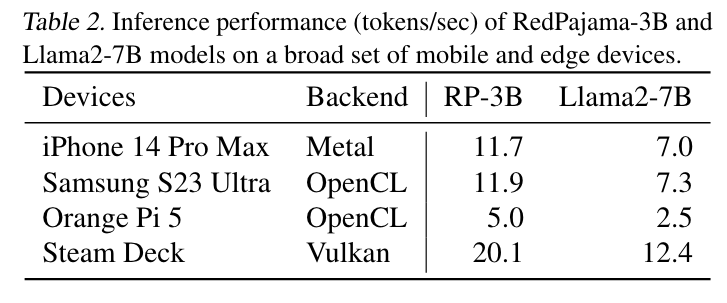 Table 2. Inference performance (tokens/sec) of RedPajama-3B and
Llama2-7B models on a broad set of mobile and edge devices.
Devices Backend RP-3B Llama2-7B
iPhone 14 Pro Max Metal 11.7 7.0
Samsung S23 Ultra OpenCL 11.9 7.3
Orange Pi 5 OpenCL 5.0 2.5
Steam Deck Vulkan 20.1 12.4